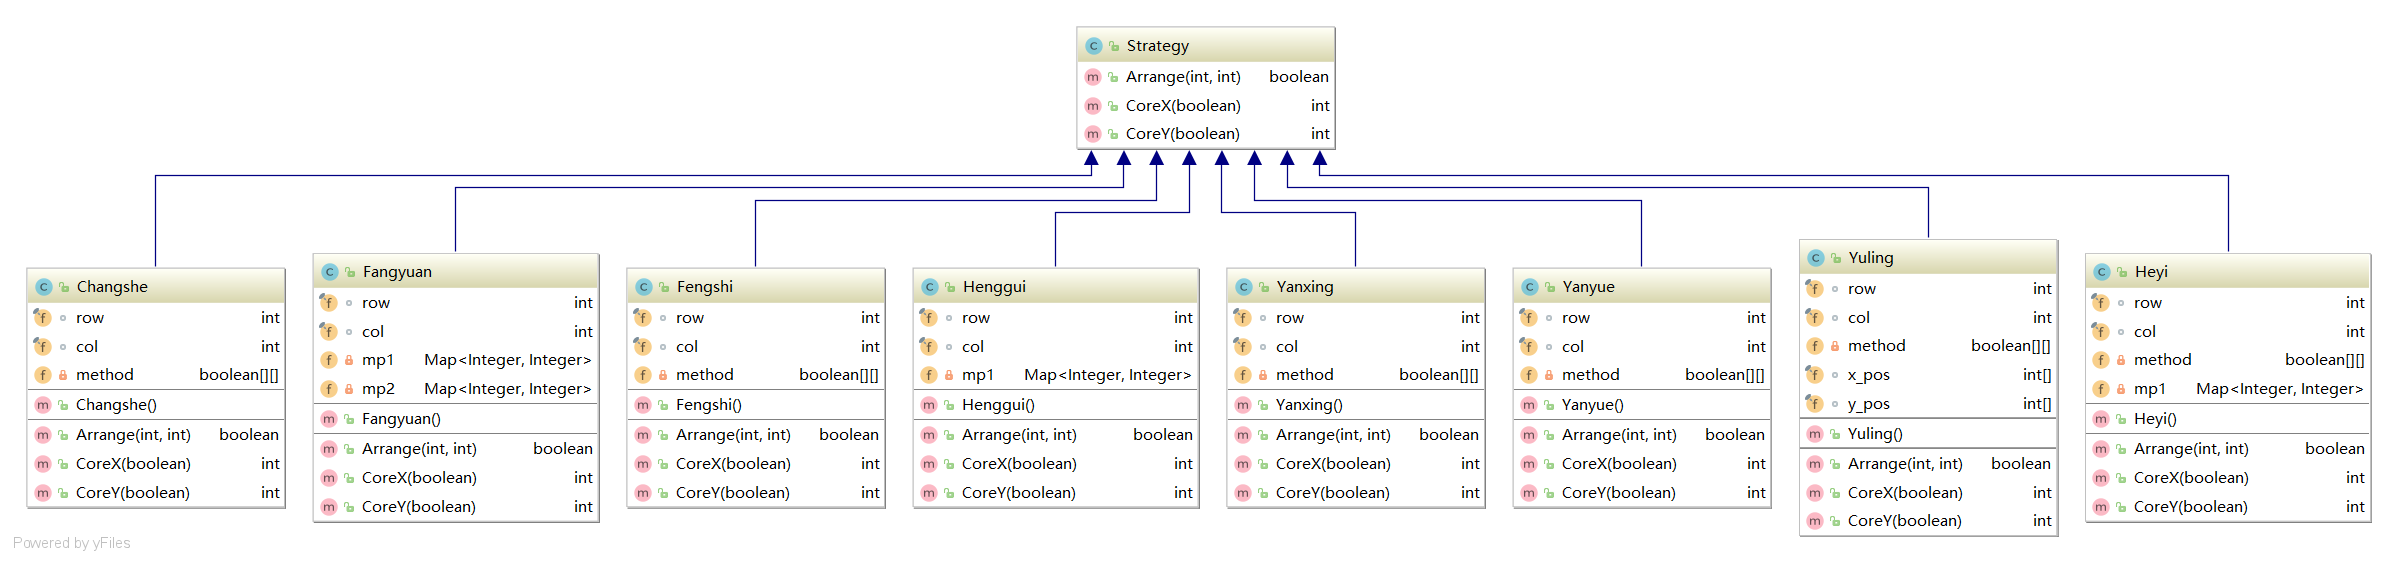 Strategy
Arrange(int, int) boolean
CoreX(boolean) int
CoreY(boolean) int
Changshe
row int
col int
method boolean[][]
Changshe()
Arrange(int, int) boolean
CoreX(boolean) int
CoreY(boolean) int
Fangyuan
row int
col int
mp1 Map<Integer, Integer>
mp2 Map<Integer, Integer>
Fangyuan()
Arrange(int, int) boolean
CoreX(boolean) int
CoreY(boolean) int
Fengshi
row int
col int
method boolean[][]
Fengshi()
Arrange(int, int) boolean
CoreX(boolean) int
CoreY(boolean) int
Henggui
row int
col int
mp1 Map<Integer, Integer>
Henggui()
Arrange(int, int) boolean
CoreX(boolean) int
CoreY(boolean) int
Yanxing
row int
col int
method boolean[][]
Yanxing()
Arrange(int, int) boolean
CoreX(boolean) int
CoreY(boolean) int
Yanyue
row int
col int
method boolean[][]
Yanyue()
Arrange(int, int) boolean
CoreX(boolean) int
CoreY(boolean) int
Yuling
row int
col int
method boolean[][]
x_pos int[]
y_pos int[]
Yuling()
Arrange(int, int) boolean
CoreX(boolean) int
CoreY(boolean) int
Heyi
row int
col int
method boolean[][]
mp1 Map<Integer, Integer>
Heyi()
Arrange(int, int) boolean
CoreX(boolean) int
CoreY(boolean) int
Powered by yFiles